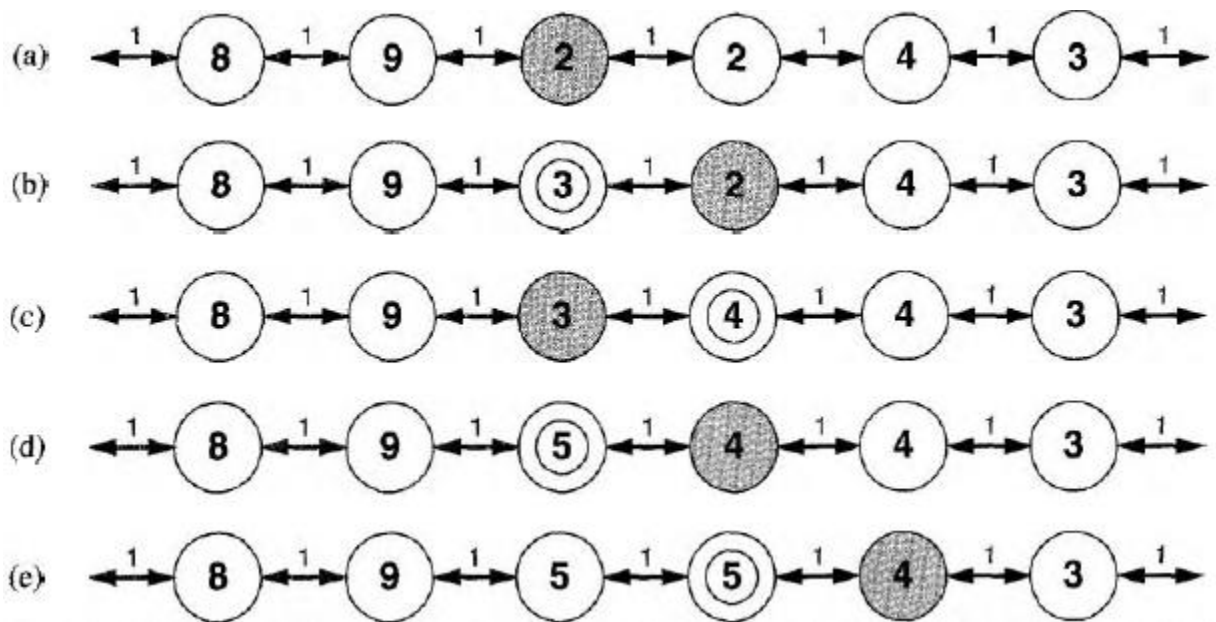 (a) 1 8 1 9 1 2 1 2 1 4 1 3 1
(b) 1 8 1 9 1 3 1 2 1 4 1 3 1
(c) 1 8 1 9 1 3 1 4 1 4 1 3 1
(d) 1 8 1 9 1 5 1 4 1 4 1 3 1
(e) 1 8 1 9 1 5 1 5 1 4 1 3 1